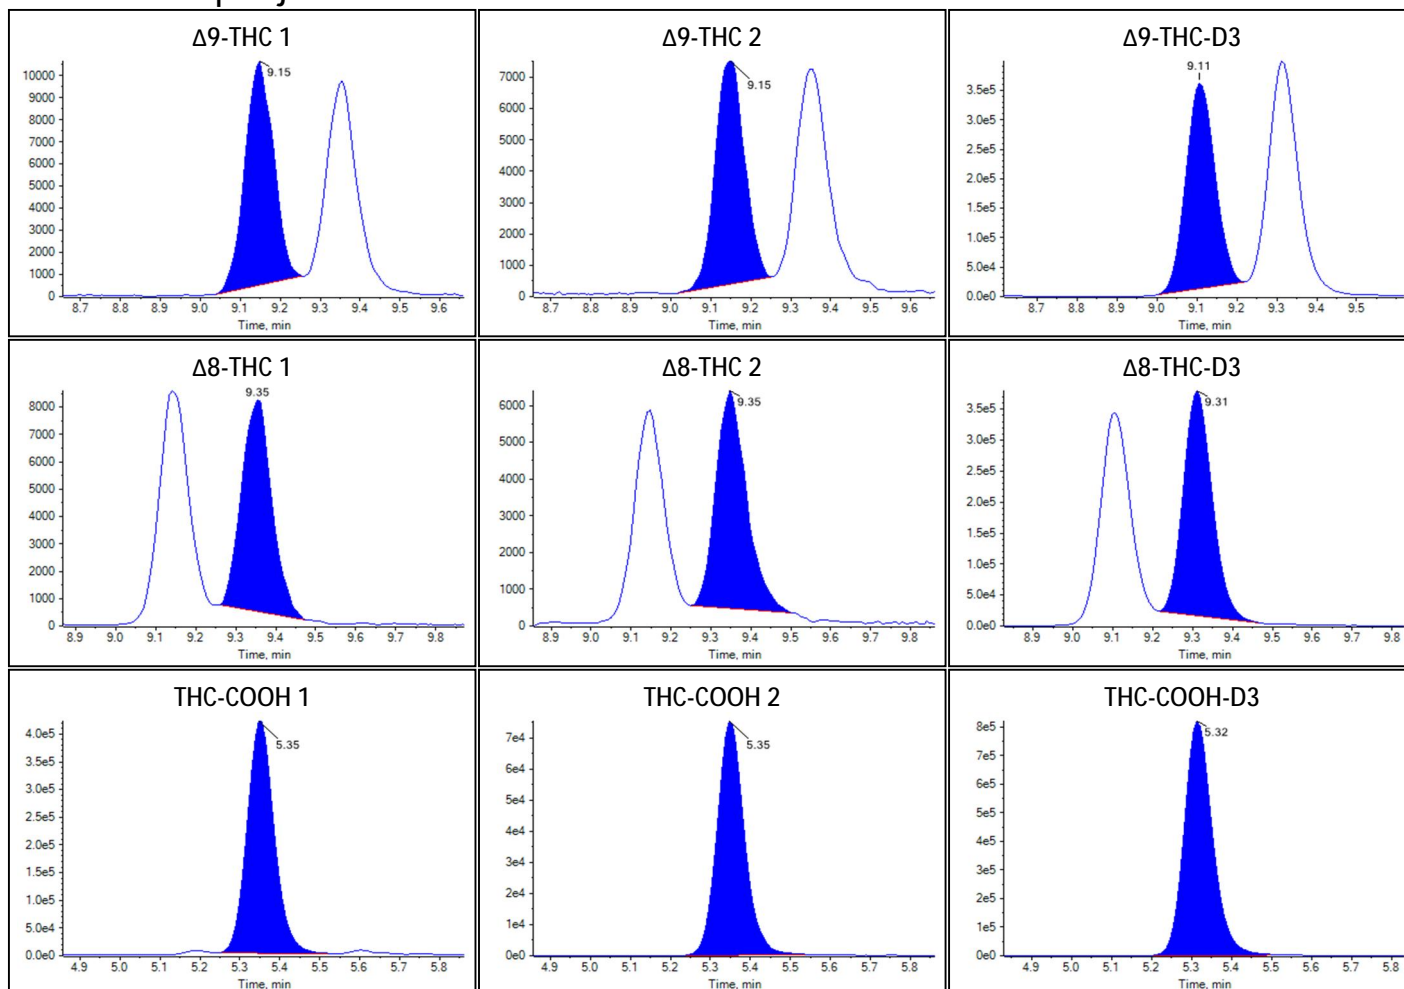 Δ9-THC 1
9.15
10000
9000
8000
7000
6000
5000
4000
3000
2000
1000
0
8.7 8.8 8.9 9.0 9.1 9.2 9.3 9.4 9.5 9.6
Time, min
Δ9-THC 2
9.15
7000
6000
5000
4000
3000
2000
1000
0
8.7 8.8 8.9 9.0 9.1 9.2 9.3 9.4 9.5 9.6
Time, min
Δ9-THC-D3
9.11
3.5e5
3.0e5
2.5e5
2.0e5
1.5e5
1.0e5
5.0e4
0.0e0
8.7 8.8 8.9 9.0 9.1 9.2 9.3 9.4 9.5
Time, min
Δ8-THC 1
9.35
8000
7000
6000
5000
4000
3000
2000
1000
0
8.9 9.0 9.1 9.2 9.3 9.4 9.5 9.6 9.7 9.8
Time, min
Δ8-THC 2
9.35
6000
5000
4000
3000
2000
1000
0
8.9 9.0 9.1 9.2 9.3 9.4 9.5 9.6 9.7 9.8
Time, min
Δ8-THC-D3
9.31
3.5e5
3.0e5
2.5e5
2.0e5
1.5e5
1.0e5
5.0e4
0.0e0
8.9 9.0 9.1 9.2 9.3 9.4 9.5 9.6 9.7 9.8
Time, min
THC-COOH 1
5.35
4.0e5
3.5e5
3.0e5
2.5e5
2.0e5
1.5e5
1.0e5
5.0e4
0.0e0
4.9 5.0 5.1 5.2 5.3 5.4 5.5 5.6 5.7 5.8
Time, min
THC-COOH 2
5.35
7e4
6e4
5e4
4e4
3e4
2e4
1e4
0e0
4.9 5.0 5.1 5.2 5.3 5.4 5.5 5.6 5.7 5.8
Time, min
THC-COOH-D3
5.32
8e5
7e5
6e5
5e5
4e5
3e5
2e5
1e5
0e0
4.9 5.0 5.1 5.2 5.3 5.4 5.5 5.6 5.7 5.8
Time, min